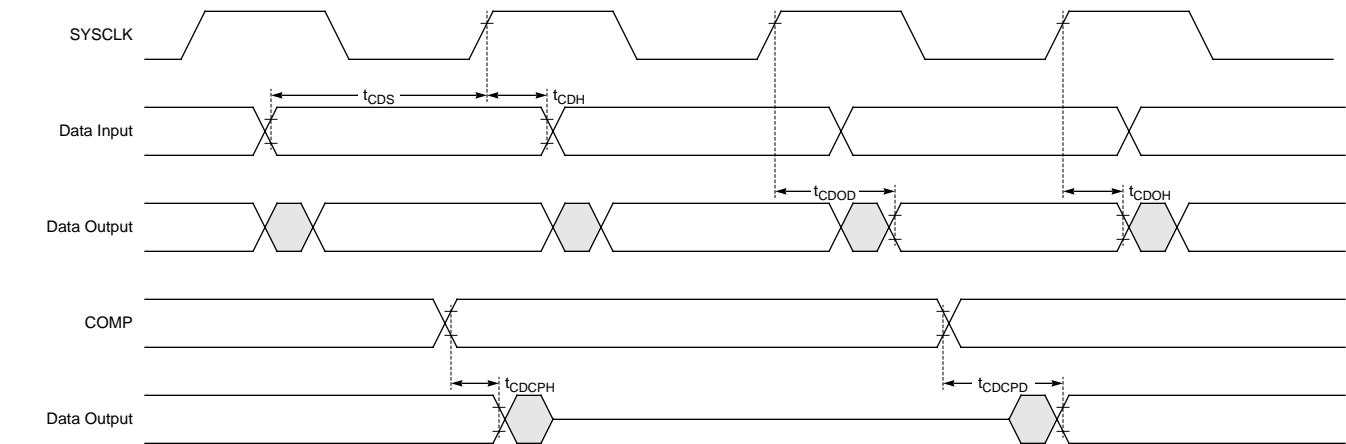 SYSCLK
tCDS
tCDH
Data Input
tCDOD
tCDOH
Data Output
COMP
tCDCPH
tCDCPD
Data Output